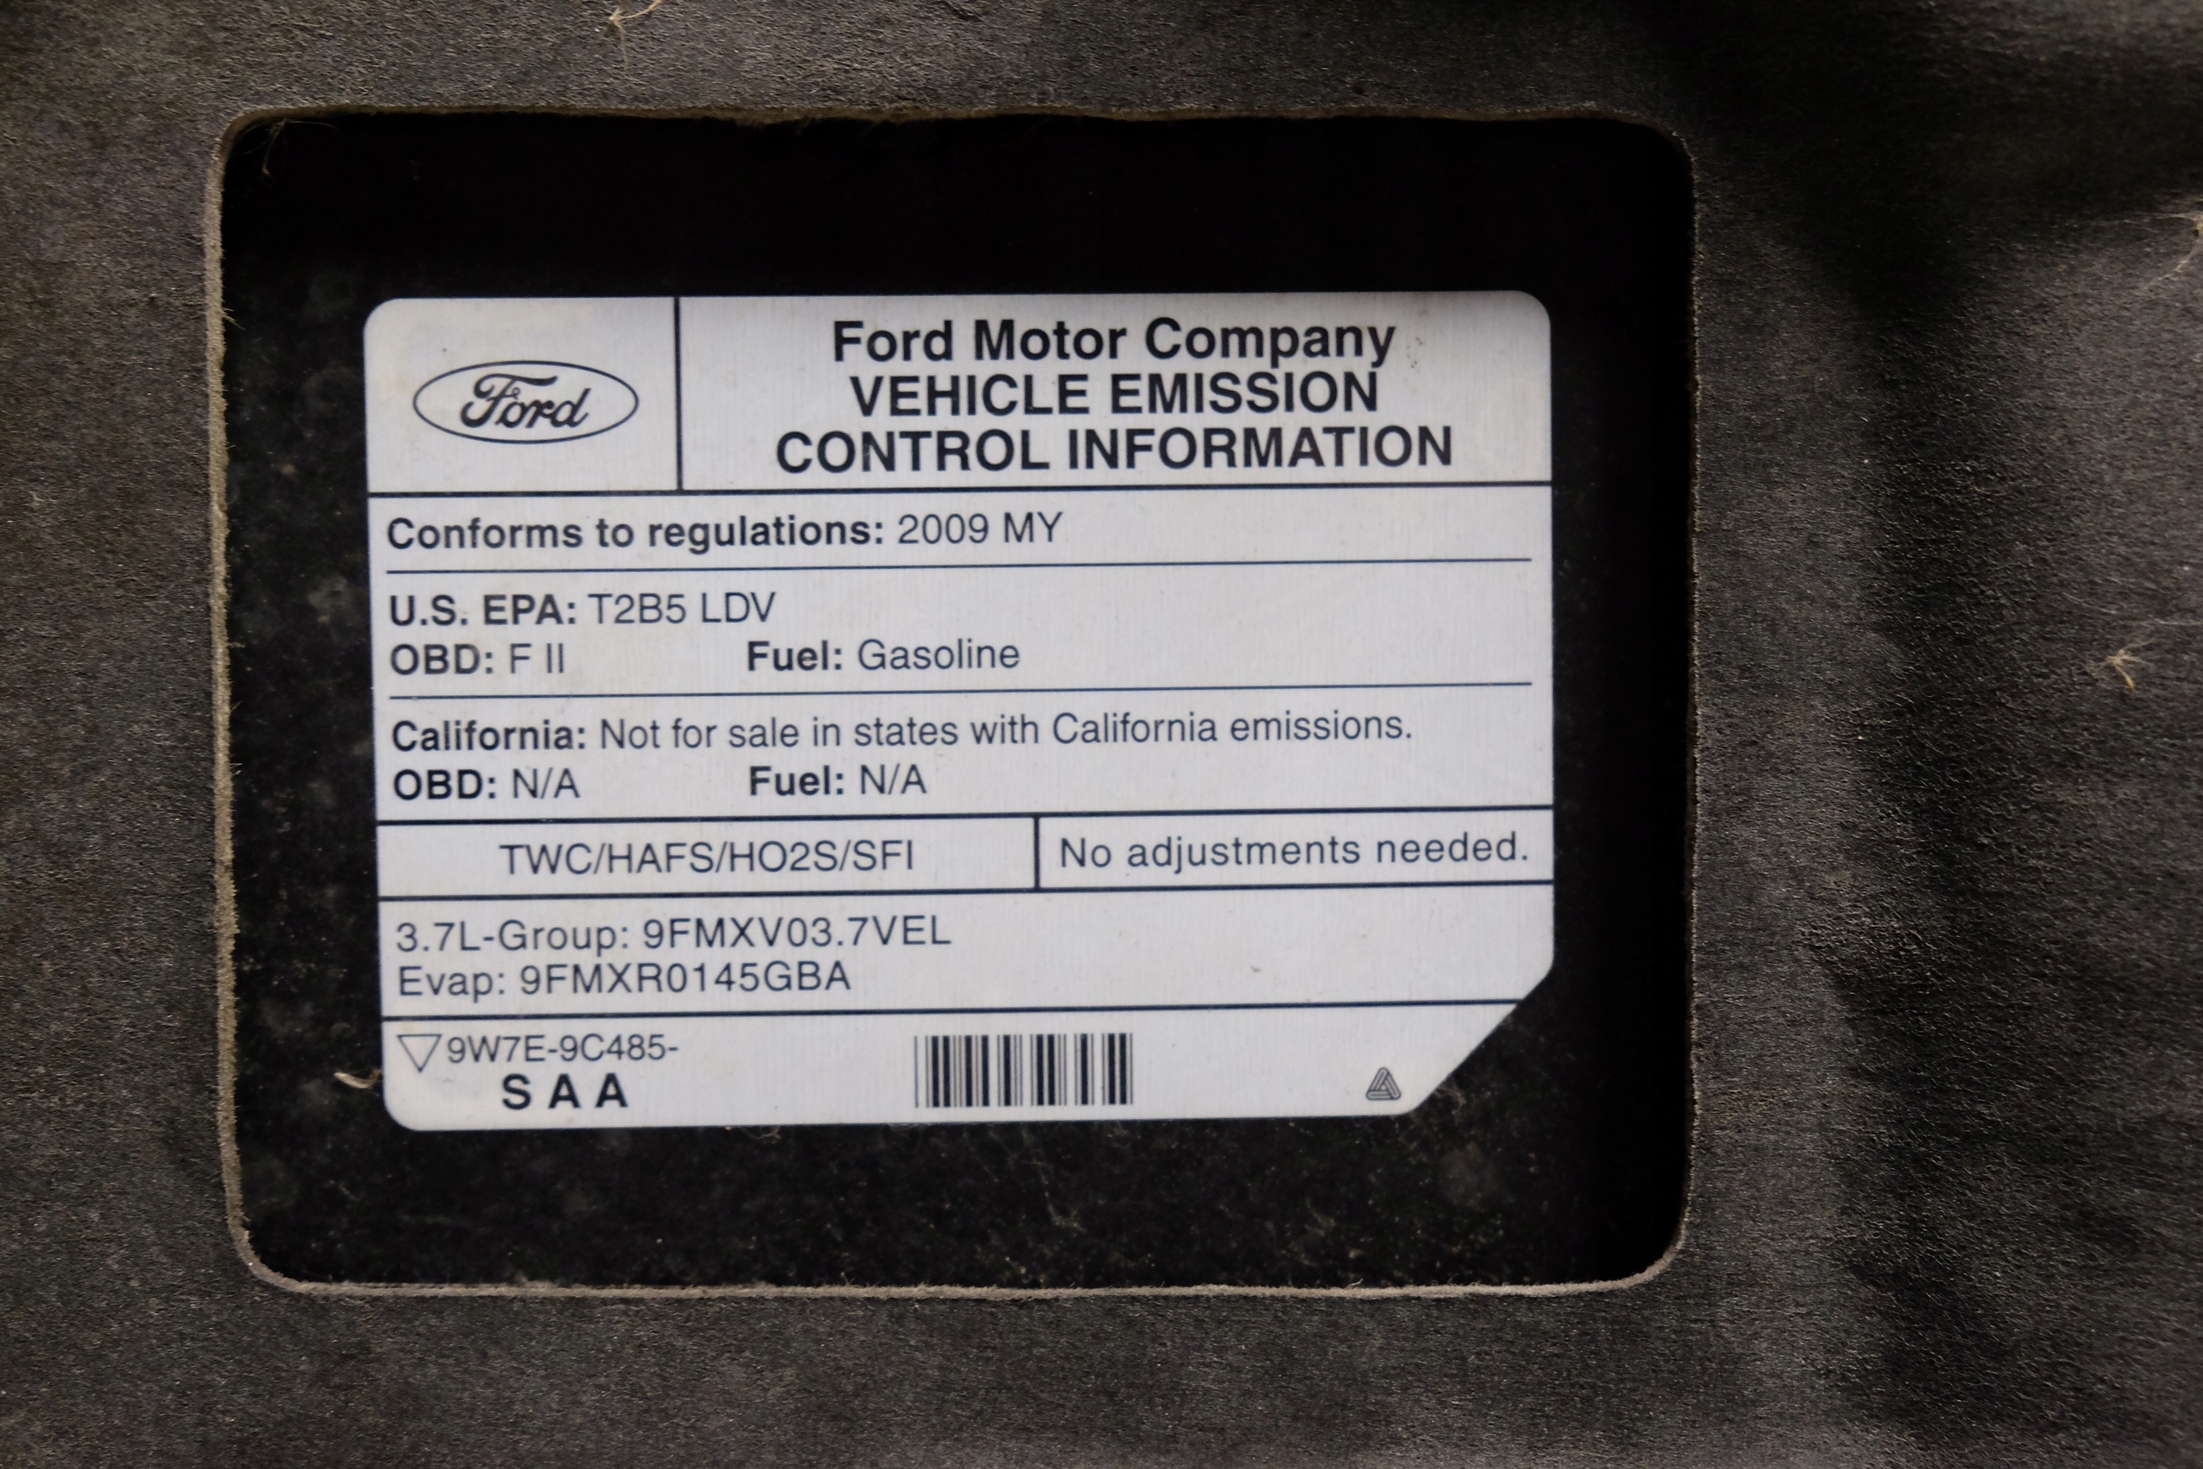 Ford
Ford Motor Company
VEHICLE EMISSION
CONTROL INFORMATION
Conforms to regulations: 2009 MY
U.S. EPA: T2B5 LDV
OBD: F II Fuel: Gasoline
California: Not for sale in states with California emissions.
OBD: N/A Fuel: N/A
TWC/HAFS/HO2S/SFI
No adjustments needed.
3.7L-Group: 9FMXV03.7VEL
Evap: 9FMXR0145GBA
9W7E-9C485-
S A A